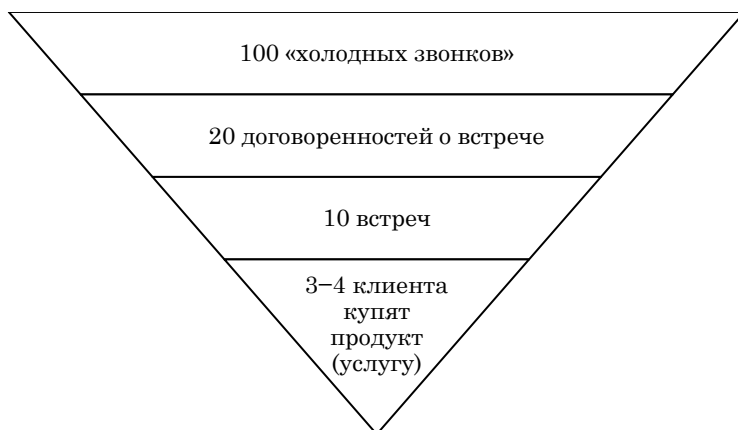 100 «холодных звонков»
20 договоренностей о встрече
10 встреч
3–4 клиента
купят
продукт
(услугу)